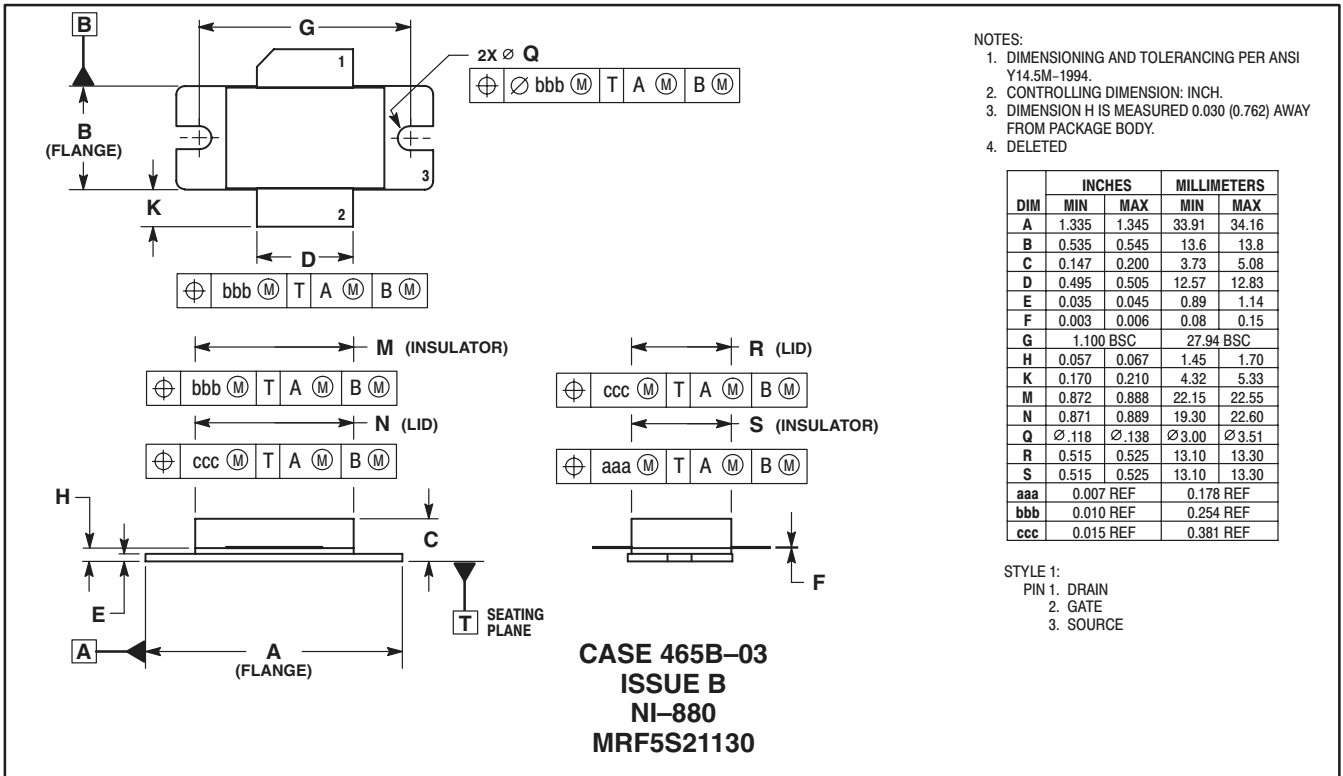 B
G
2X ⌀ Q
⌖ ⌀ bbb Ⓜ T A Ⓜ B Ⓜ
1
B
(FLANGE)
3
K
2
D
⌖ bbb Ⓜ T A Ⓜ B Ⓜ
M (INSULATOR)
⌖ bbb Ⓜ T A Ⓜ B Ⓜ
N (LID)
⌖ ccc Ⓜ T A Ⓜ B Ⓜ
R (LID)
⌖ ccc Ⓜ T A Ⓜ B Ⓜ
S (INSULATOR)
⌖ aaa Ⓜ T A Ⓜ B Ⓜ
H
C
E
F
T SEATING
PLANE
A
A
(FLANGE)
CASE 465B–03
ISSUE B
NI–880
MRF5S21130
NOTES:
1. DIMENSIONING AND TOLERANCING PER ANSI
Y14.5M–1994.
2. CONTROLLING DIMENSION: INCH.
3. DIMENSION H IS MEASURED 0.030 (0.762) AWAY
FROM PACKAGE BODY.
4. DELETED
INCHES MILLIMETERS
DIM MIN MAX MIN MAX
A 1.335 1.345 33.91 34.16
B 0.535 0.545 13.6 13.8
C 0.147 0.200 3.73 5.08
D 0.495 0.505 12.57 12.83
E 0.035 0.045 0.89 1.14
F 0.003 0.006 0.08 0.15
G 1.100 BSC 27.94 BSC
H 0.057 0.067 1.45 1.70
K 0.170 0.210 4.32 5.33
M 0.872 0.888 22.15 22.55
N 0.871 0.889 19.30 22.60
Q ⌀.118 ⌀.138 ⌀3.00 ⌀3.51
R 0.515 0.525 13.10 13.30
S 0.515 0.525 13.10 13.30
aaa 0.007 REF 0.178 REF
bbb 0.010 REF 0.254 REF
ccc 0.015 REF 0.381 REF
STYLE 1:
PIN 1. DRAIN
2. GATE
3. SOURCE